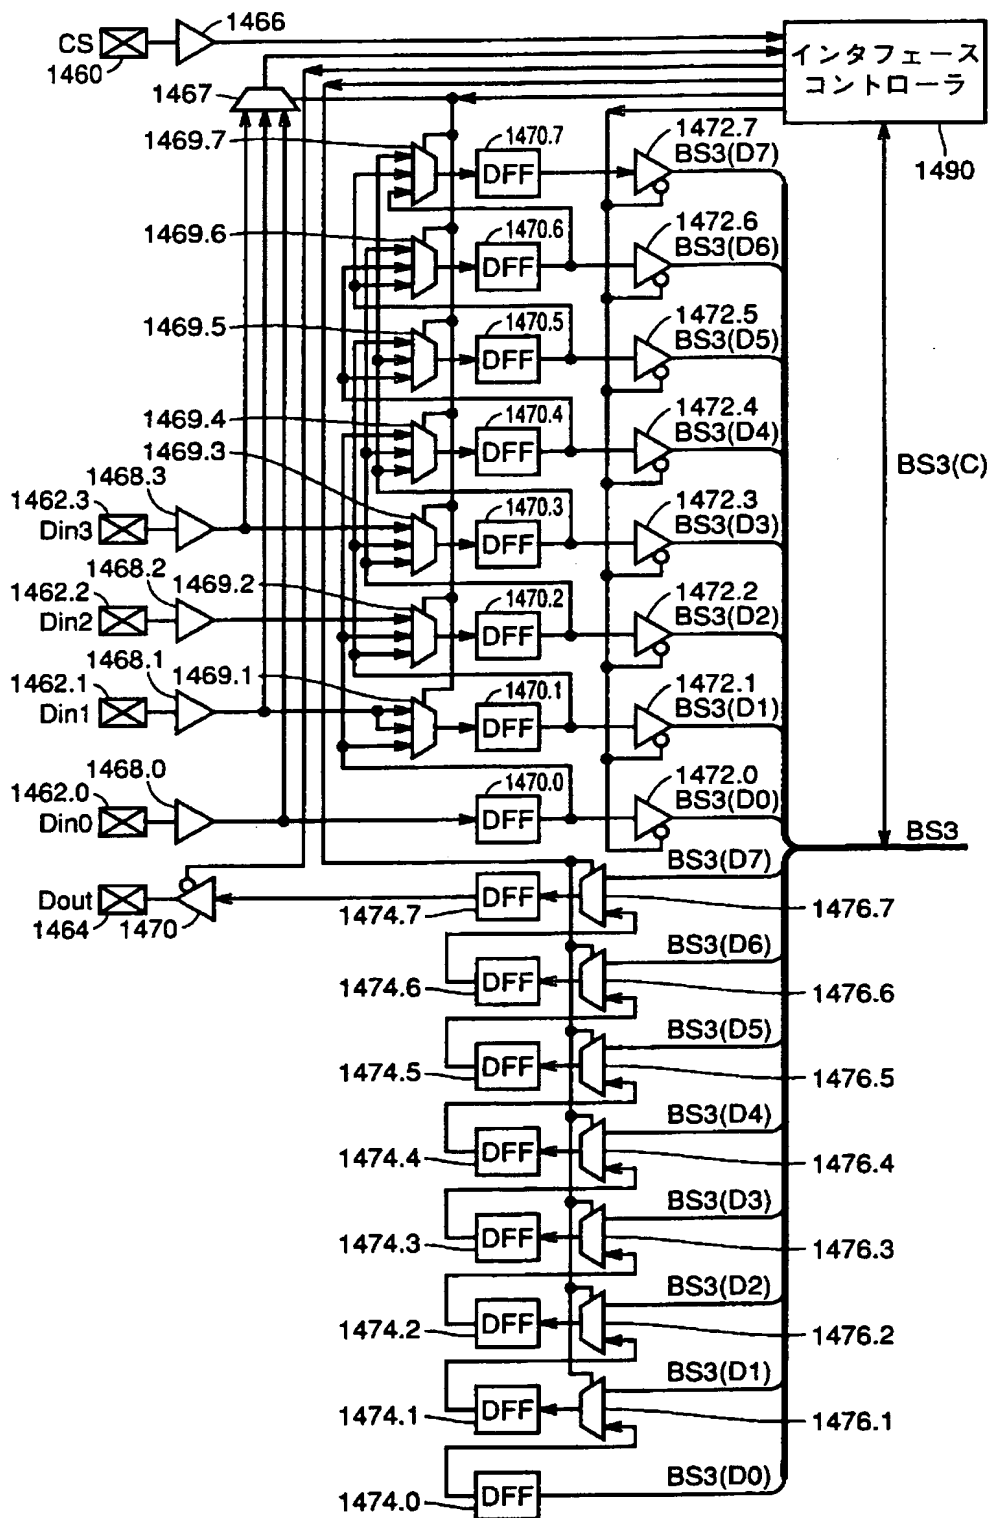 CS
1460
1466
インタフェース
コントローラ
1490
1467
1469.7
1470.7
DFF
1472.7
BS3(D7)
1469.6
1470.6
DFF
1472.6
BS3(D6)
1469.5
1470.5
DFF
1472.5
BS3(D5)
1469.4
1470.4
DFF
1472.4
BS3(D4)
BS3(C)
1469.3
1468.3
1462.3
Din3
1470.3
DFF
1472.3
BS3(D3)
1468.2
1469.2
1462.2
Din2
1470.2
DFF
1472.2
BS3(D2)
1468.1
1469.1
1462.1
Din1
1470.1
DFF
1472.1
BS3(D1)
1468.0
1462.0
Din0
1470.0
DFF
1472.0
BS3(D0)
BS3
Dout
1464
1470
DFF
1474.7
BS3(D7)
1476.7
DFF
1474.6
BS3(D6)
1476.6
DFF
1474.5
BS3(D5)
1476.5
DFF
1474.4
BS3(D4)
1476.4
DFF
1474.3
BS3(D3)
1476.3
DFF
1474.2
BS3(D2)
1476.2
DFF
1474.1
BS3(D1)
1476.1
DFF
1474.0
BS3(D0)